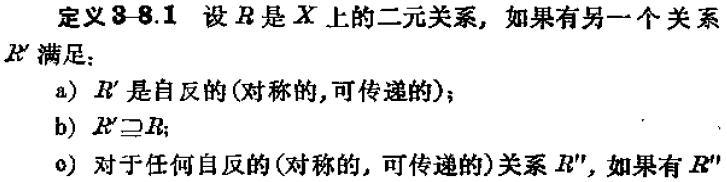 定义3-8.1 设 R 是 X 上的二元关系, 如果有另一个关系
R′ 满足:
a) R′ 是自反的(对称的,可传递的);
b) R′⊇R;
c) 对于任何自反的(对称的, 可传递的)关系 R″, 如果有 R″